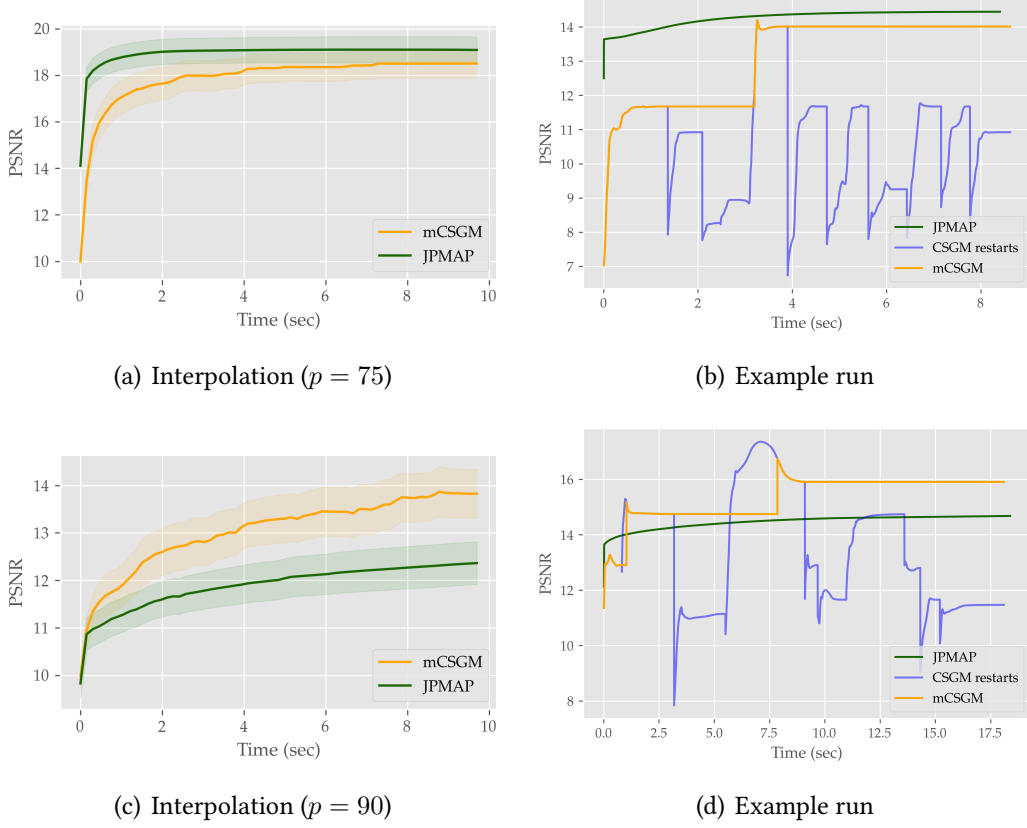 20
18
16
14
12
10
PSNR
0
2
4
6
8
10
Time (sec)
mCSGM
JPMAP
(a) Interpolation (p = 75)
14
13
12
11
10
9
8
7
PSNR
0
2
4
6
8
Time (sec)
JPMAP
CSGM restarts
mCSGM
(b) Example run
14
13
12
11
10
PSNR
0
2
4
6
8
10
Time (sec)
mCSGM
JPMAP
(c) Interpolation (p = 90)
16
14
12
10
8
PSNR
0.0
2.5
5.0
7.5
10.0
12.5
15.0
17.5
Time (sec)
JPMAP
CSGM restarts
mCSGM
(d) Example run